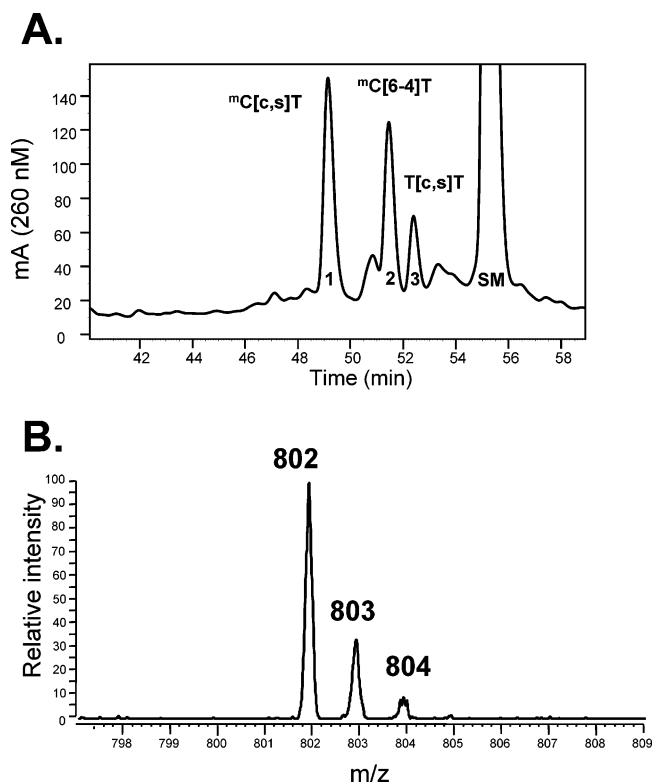 A.
mA (260 nM)
140
120
100
80
60
40
20
0
mC[c,s]T
mC[6-4]T
T[c,s]T
1
2
3
SM
42 44 46 48 50 52 54 56 58
Time (min)
B.
Relative intensity
100
90
80
70
60
50
40
30
20
10
0
802
803
804
798 799 800 801 802 803 804 805 806 807 808 809
m/z